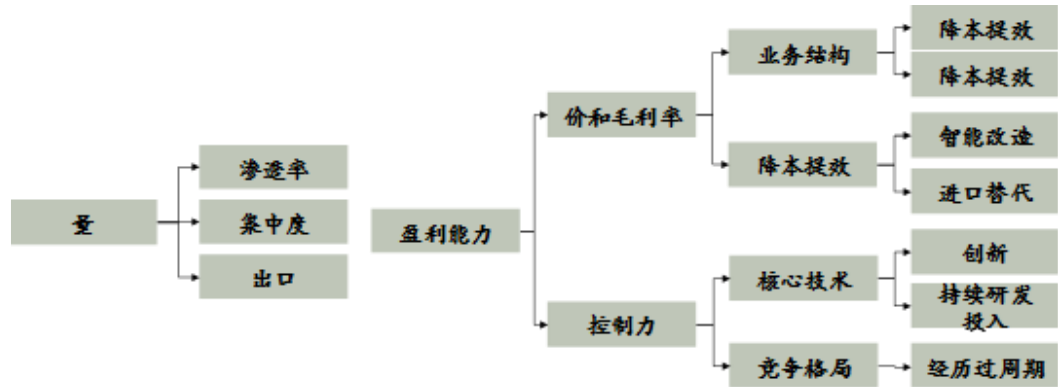 量
渗透率
集中度
出口
盈利能力
价和毛利率
业务结构
降本提效
降本提效
降本提效
智能改造
进口替代
控制力
核心技术
创新
持续研发
投入
竞争格局
经历过周期